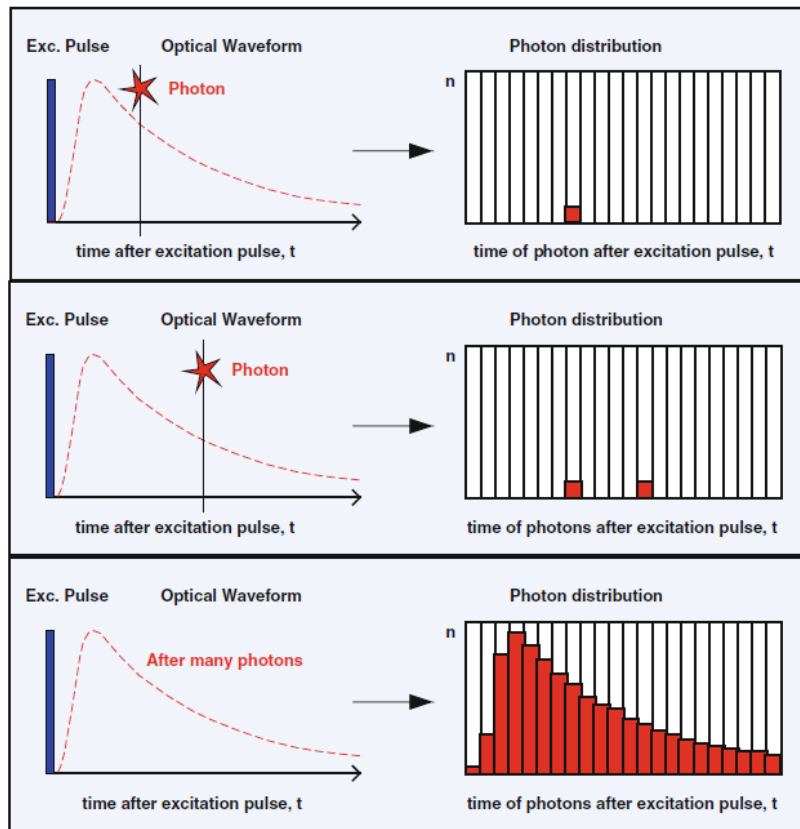 Exc. Pulse Optical Waveform Photon distribution
n
Photon
time after excitation pulse, t time of photon after excitation pulse, t
Exc. Pulse Optical Waveform Photon distribution
n
Photon
time after excitation pulse, t time of photons after excitation pulse, t
Exc. Pulse Optical Waveform Photon distribution
n
After many photons
time after excitation pulse, t time of photons after excitation pulse, t